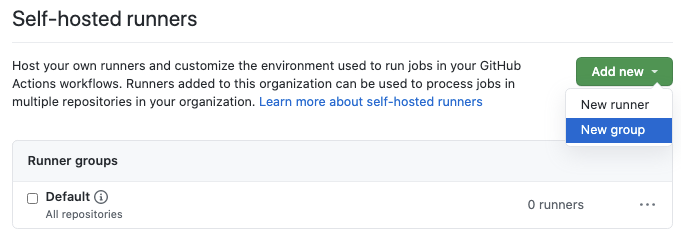 Self-hosted runners
Host your own runners and customize the environment used to run jobs in your GitHub
Actions workflows. Runners added to this organization can be used to process jobs in
multiple repositories in your organization. Learn more about self-hosted runners
Add new
New runner
New group
Runner groups
Default
All repositories
0 runners